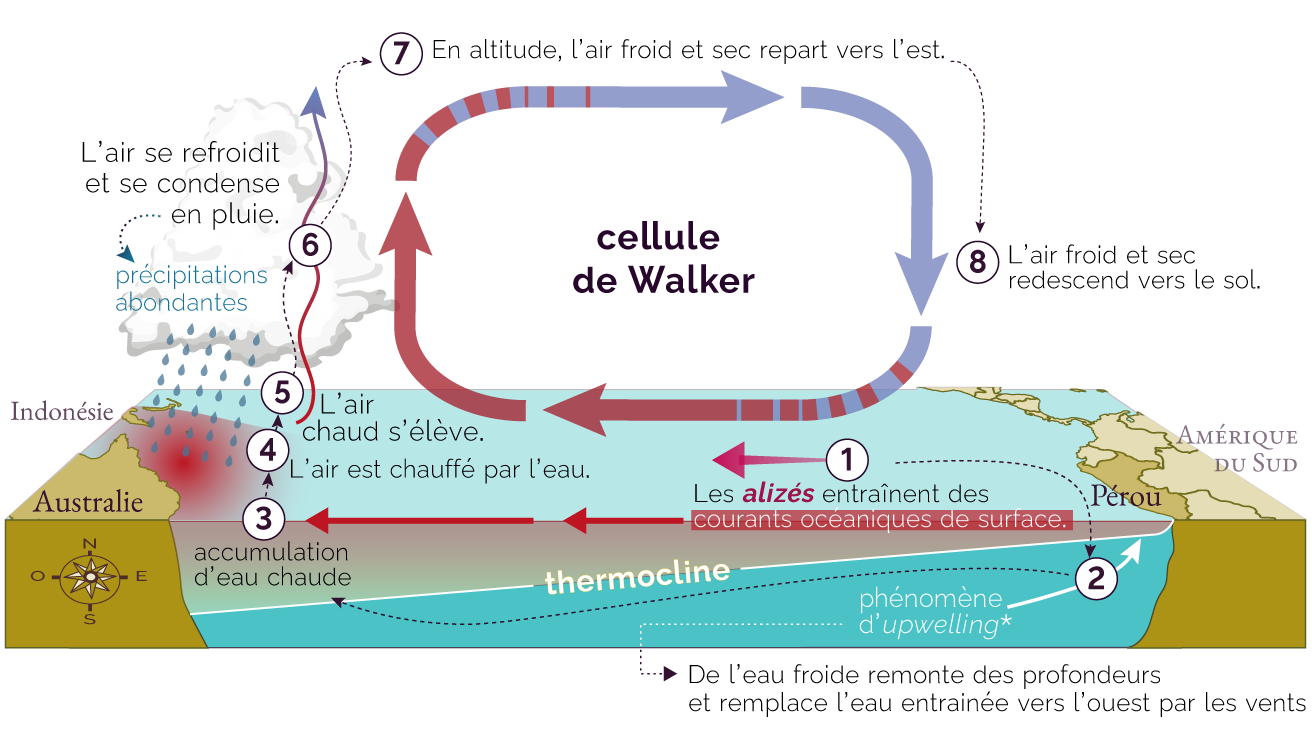 7 En altitude, l'air froid et sec repart vers l'est.
L'air se refroidit
et se condense
en pluie.
6
précipitations
abondantes
cellule
de Walker
8 L'air froid et sec
redescend vers le sol.
5 L'air
chaud s'élève.
Indonésie
4 L'air est chauffé par l'eau.
1
Les alizés entraînent des
courants océaniques de surface.
Amérique
du Sud
Pérou
Australie
3
accumulation
d'eau chaude
N
O E
S
thermocline
2
phénomène
d'upwelling*
De l'eau froide remonte des profondeurs
et remplace l'eau entrainée vers l'ouest par les vents